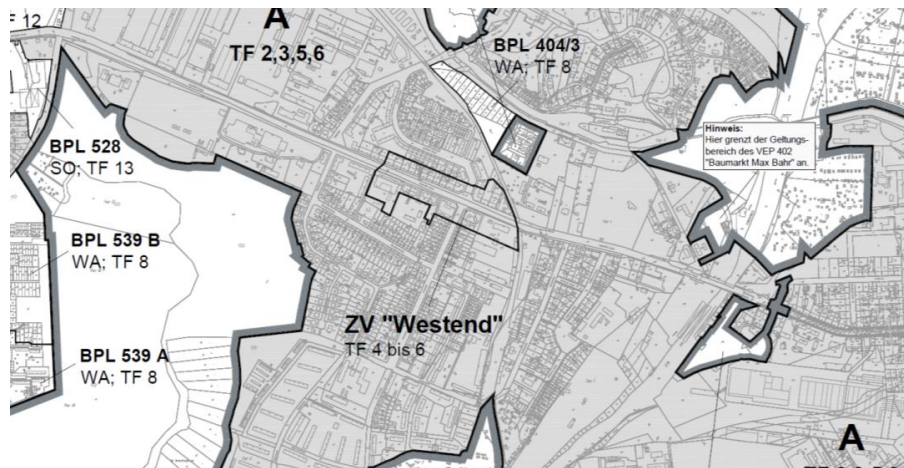 F 12
A
TF 2,3,5,6
BPL 404/3
WA; TF 8
Hinweis:
Hier grenzt der Geltungs-
bereich des VEP 402
"Baumarkt Max Bahr" an.
BPL 528
SO; TF 13
BPL 539 B
WA; TF 8
ZV "Westend"
TF 4 bis 6
BPL 539 A
WA; TF 8
A